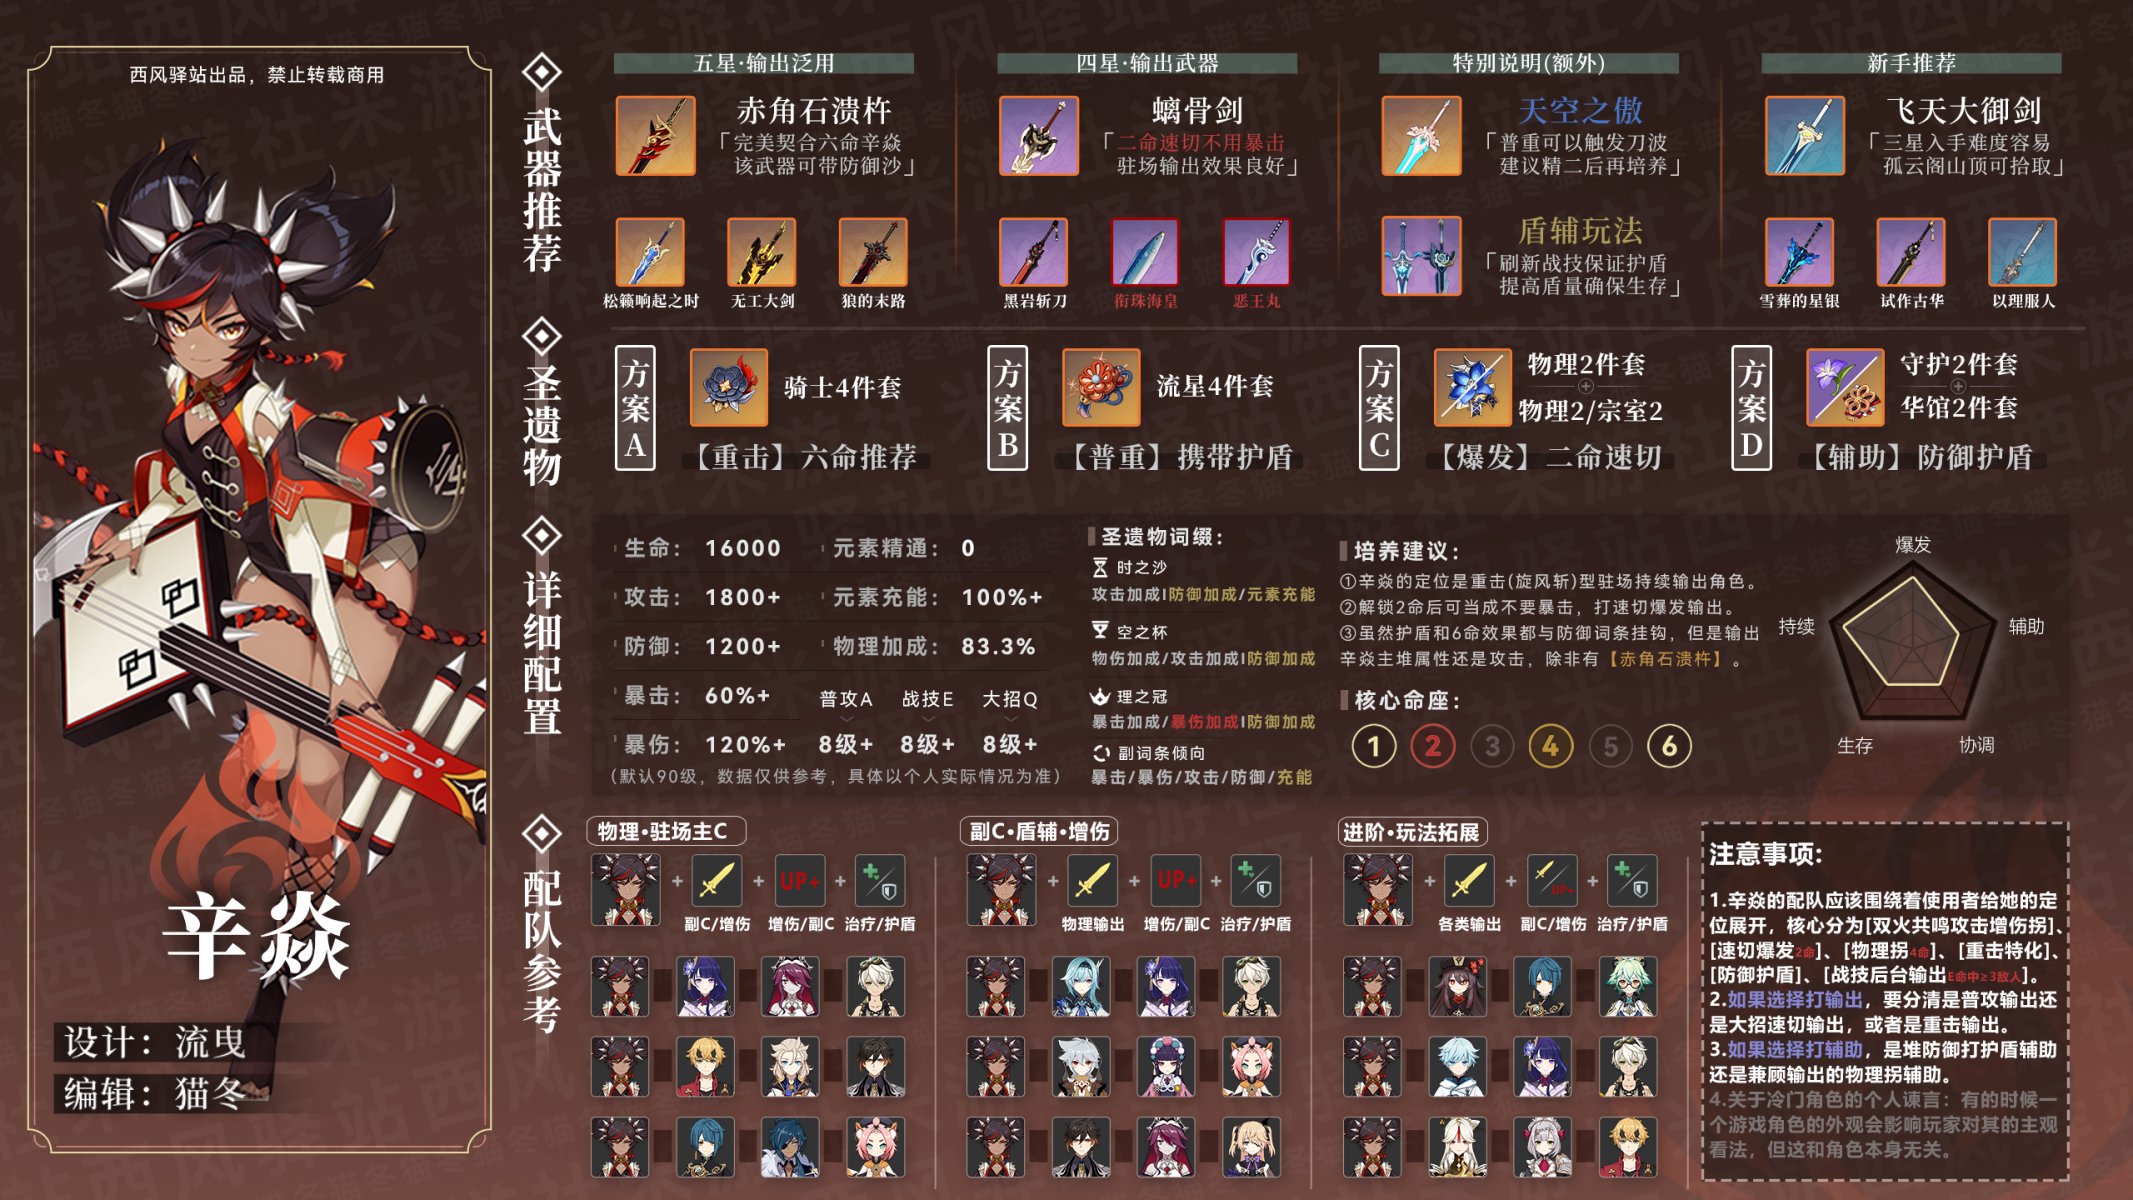 西风驿站出品，禁止转载商用
辛焱
设计：流曳
编辑：猫冬
武器推荐
五星·输出泛用
赤角石溃杵
「完美契合六命辛焱
该武器可带防御沙」
松籁响起之时
无工大剑
狼的末路
四星·输出武器
螭骨剑
「二命速切不用暴击
驻场输出效果良好」
黑岩斩刀
衔珠海皇
恶王丸
特别说明(额外)
天空之傲
「普重可以触发刀波
建议精二后再培养」
盾辅玩法
「刷新战技保证护盾
提高盾量确保生存」
新手推荐
飞天大御剑
「三星入手难度容易
孤云阁山顶可拾取」
雪葬的星银
试作古华
以理服人
圣遗物
方案A
骑士4件套
【重击】六命推荐
方案B
流星4件套
【普重】携带护盾
方案C
物理2件套
物理2/宗室2
【爆发】二命速切
方案D
守护2件套
华馆2件套
【辅助】防御护盾
详细配置
生命： 16000 元素精通： 0
攻击： 1800+ 元素充能： 100%+
防御： 1200+ 物理加成： 83.3%
暴击： 60%+ 普攻A 战技E 大招Q
暴伤： 120%+ 8级+ 8级+ 8级+
(默认90级，数据仅供参考，具体以个人实际情况为准)
圣遗物词缀：
时之沙
攻击加成|防御加成/元素充能
空之杯
物伤加成/攻击加成|防御加成
理之冠
暴击加成/暴伤加成|防御加成
副词条倾向
暴击/暴伤/攻击/防御/充能
培养建议：
①辛焱的定位是重击(旋风斩)型驻场持续输出角色。
②解锁2命后可当成不要暴击，打速切爆发输出。
③虽然护盾和6命效果都与防御词条挂钩，但是输出
辛焱主堆属性还是攻击，除非有【赤角石溃杵】。
核心命座：
1 2 3 4 5 6
爆发
持续
辅助
生存
协调
配队参考
物理·驻场主C
UP+
副C/增伤 增伤/副C 治疗/护盾
副C·盾辅·增伤
UP+
物理输出 增伤/副C 治疗/护盾
进阶·玩法拓展
UP+
各类输出 副C/增伤 治疗/护盾
注意事项:
1.辛焱的配队应该围绕着使用者给她的定
位展开，核心分为[双火共鸣攻击增伤拐]、
[速切爆发2命]、[物理拐4命]、[重击特化]、
[防御护盾]、[战技后台输出E命中≥3敌人]。
2.如果选择打输出，要分清是普攻输出还
是大招速切输出，或者是重击输出。
3.如果选择打辅助，是堆防御打护盾辅助
还是兼顾输出的物理拐辅助。
4.关于冷门角色的个人谏言：有的时候一
个游戏角色的外观会影响玩家对其的主观
看法，但这和角色本身无关。